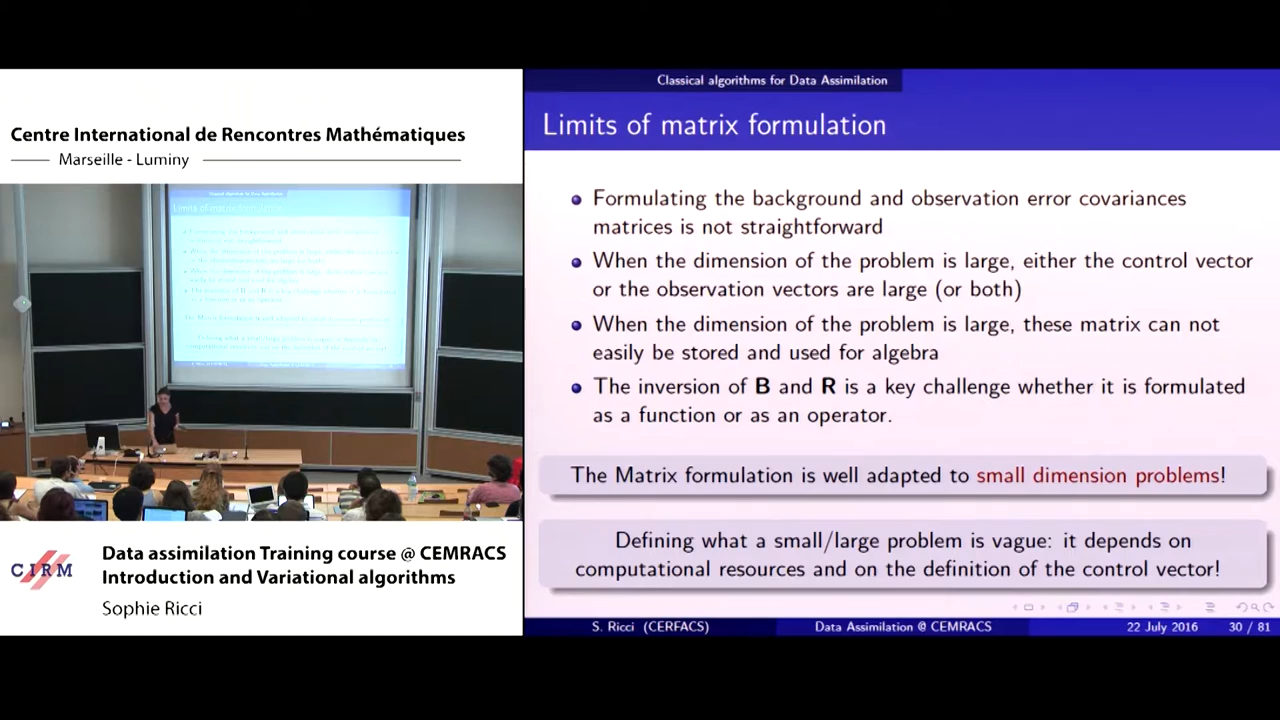 Centre International de Rencontres Mathématiques
Marseille - Luminy
Limits of matrix formulation
CIRM
Data assimilation Training course @ CEMRACS
Introduction and Variational algorithms
Sophie Ricci
Classical algorithms for Data Assimilation
Limits of matrix formulation
Formulating the background and observation error covariances
matrices is not straightforward
When the dimension of the problem is large, either the control vector
or the observation vectors are large (or both)
When the dimension of the problem is large, these matrix can not
easily be stored and used for algebra
The inversion of B and R is a key challenge whether it is formulated
as a function or as an operator.
The Matrix formulation is well adapted to small dimension problems!
Defining what a small/large problem is vague: it depends on
computational resources and on the definition of the control vector!
S. Ricci (CERFACS)
Data Assimilation @ CEMRACS
22 July 2016
30 / 81